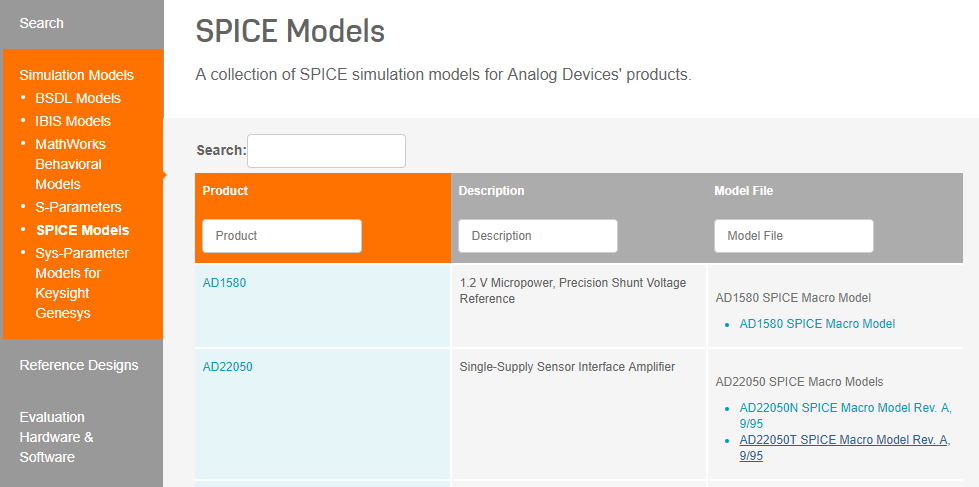 Search
Simulation Models
• BSDL Models
• IBIS Models
• MathWorks
Behavioral
Models
• S-Parameters
• SPICE Models
• Sys-Parameter
Models for
Keysight
Genesys
Reference Designs
Evaluation
Hardware &
Software
SPICE Models
A collection of SPICE simulation models for Analog Devices' products.
Search:
Product Description Model File
Product Description Model File
AD1580
1.2 V Micropower, Precision Shunt Voltage
Reference
AD1580 SPICE Macro Model
• AD1580 SPICE Macro Model
AD22050
Single-Supply Sensor Interface Amplifier
AD22050 SPICE Macro Models
• AD22050N SPICE Macro Model Rev. A,
9/95
• AD22050T SPICE Macro Model Rev. A,
9/95